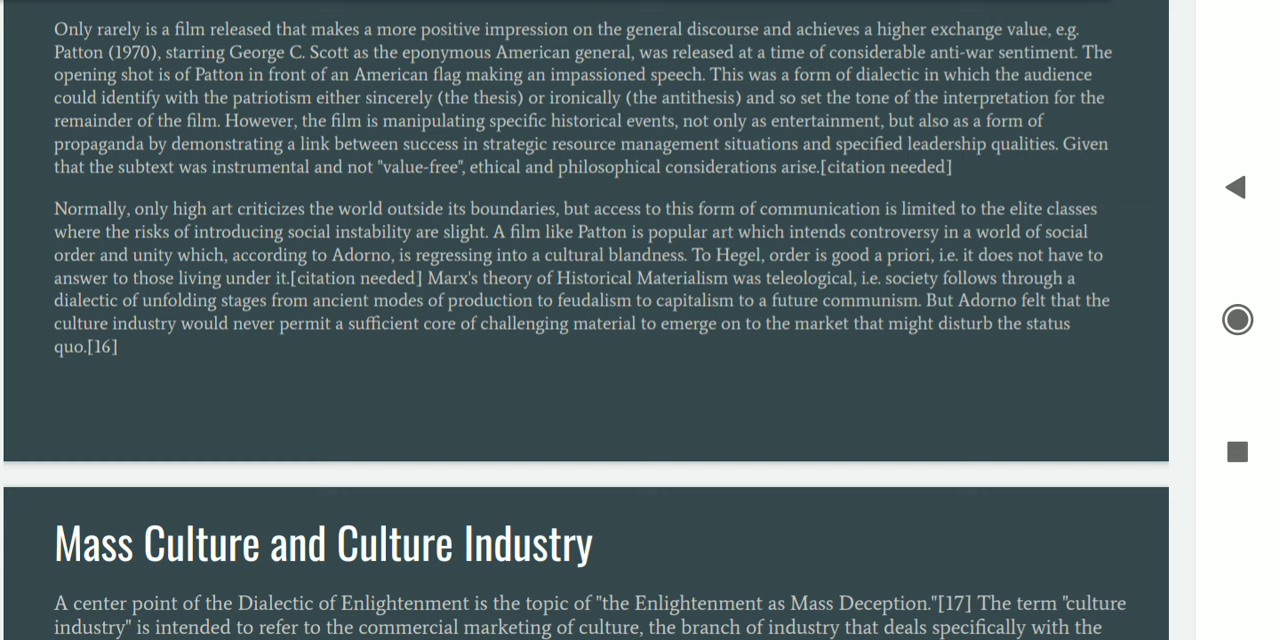 Only rarely is a film released that makes a more positive impression on the general discourse and achieves a higher exchange value, e.g.
Patton (1970), starring George C. Scott as the eponymous American general, was released at a time of considerable anti-war sentiment. The
opening shot is of Patton in front of an American flag making an impassioned speech. This was a form of dialectic in which the audience
could identify with the patriotism either sincerely (the thesis) or ironically (the antithesis) and so set the tone of the interpretation for the
remainder of the film. However, the film is manipulating specific historical events, not only as entertainment, but also as a form of
propaganda by demonstrating a link between success in strategic resource management situations and specified leadership qualities. Given
that the subtext was instrumental and not "value-free", ethical and philosophical considerations arise.[citation needed]
Normally, only high art criticizes the world outside its boundaries, but access to this form of communication is limited to the elite classes
where the risks of introducing social instability are slight. A film like Patton is popular art which intends controversy in a world of social
order and unity which, according to Adorno, is regressing into a cultural blandness. To Hegel, order is good a priori, i.e. it does not have to
answer to those living under it.[citation needed] Marx's theory of Historical Materialism was teleological, i.e. society follows through a
dialectic of unfolding stages from ancient modes of production to feudalism to capitalism to a future communism. But Adorno felt that the
culture industry would never permit a sufficient core of challenging material to emerge on to the market that might disturb the status
quo.[16]
Mass Culture and Culture Industry
A center point of the Dialectic of Enlightenment is the topic of "the Enlightenment as Mass Deception."[17] The term "culture
industry" is intended to refer to the commercial marketing of culture, the branch of industry that deals specifically with the